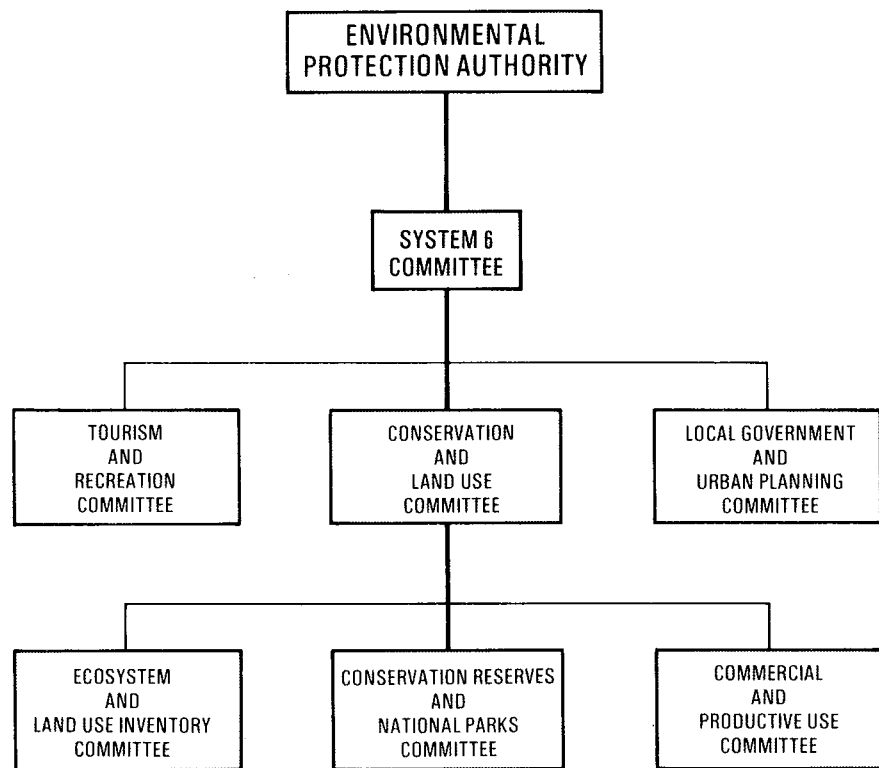 ENVIRONMENTAL
PROTECTION AUTHORITY
SYSTEM 6
COMMITTEE
TOURISM
AND
RECREATION
COMMITTEE
CONSERVATION
AND
LAND USE
COMMITTEE
LOCAL GOVERNMENT
AND
URBAN PLANNING
COMMITTEE
ECOSYSTEM
AND
LAND USE INVENTORY
COMMITTEE
CONSERVATION RESERVES
AND
NATIONAL PARKS
COMMITTEE
COMMERCIAL
AND
PRODUCTIVE USE
COMMITTEE